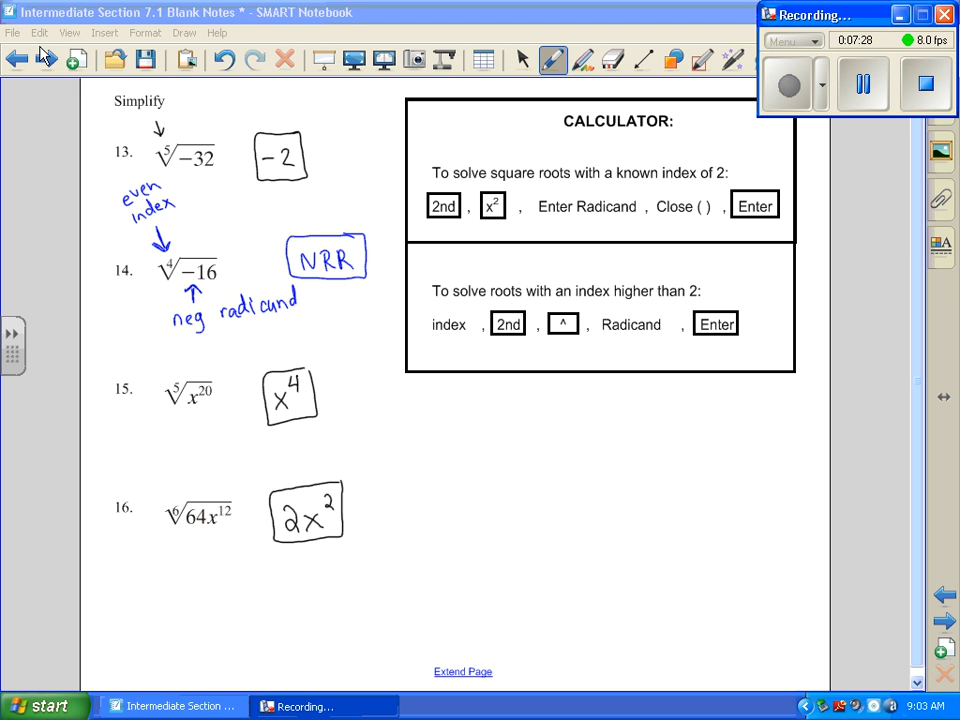 Intermediate Section 7.1 Blank Notes * - SMART Notebook
Recording...
File Edit View Insert Format Draw Help
Menu 0:07:28 8.0 fps
Simplify
13. ⁵√−32 −2
even
index
14. ⁴√−16 NRR
neg radicand
15. ⁵√x²⁰ x⁴
16. ⁶√64x¹² 2x²
CALCULATOR:
To solve square roots with a known index of 2:
2nd , x² , Enter Radicand , Close ( ) , Enter
To solve roots with an index higher than 2:
index , 2nd , ^ , Radicand , Enter
Extend Page
start Intermediate Section ... Recording... 9:03 AM